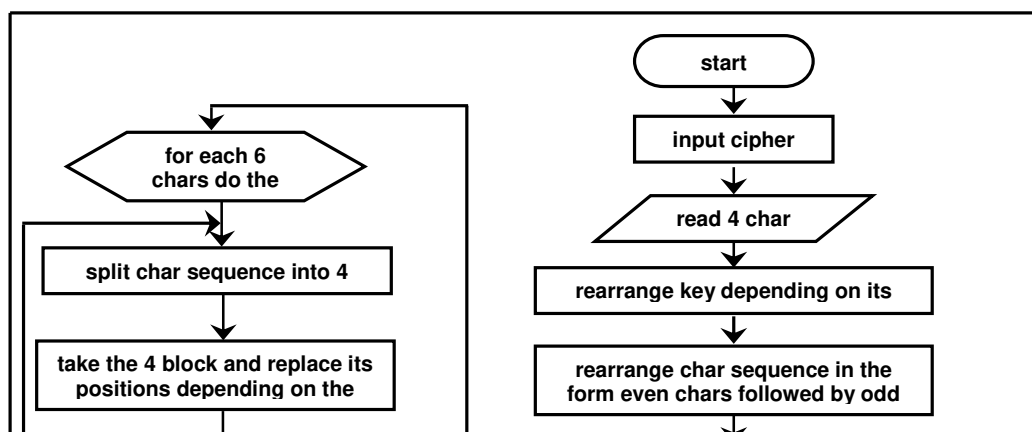 for each 6
chars do the
split char sequence into 4
take the 4 block and replace its
positions depending on the
start
input cipher
read 4 char
rearrange key depending on its
rearrange char sequence in the
form even chars followed by odd